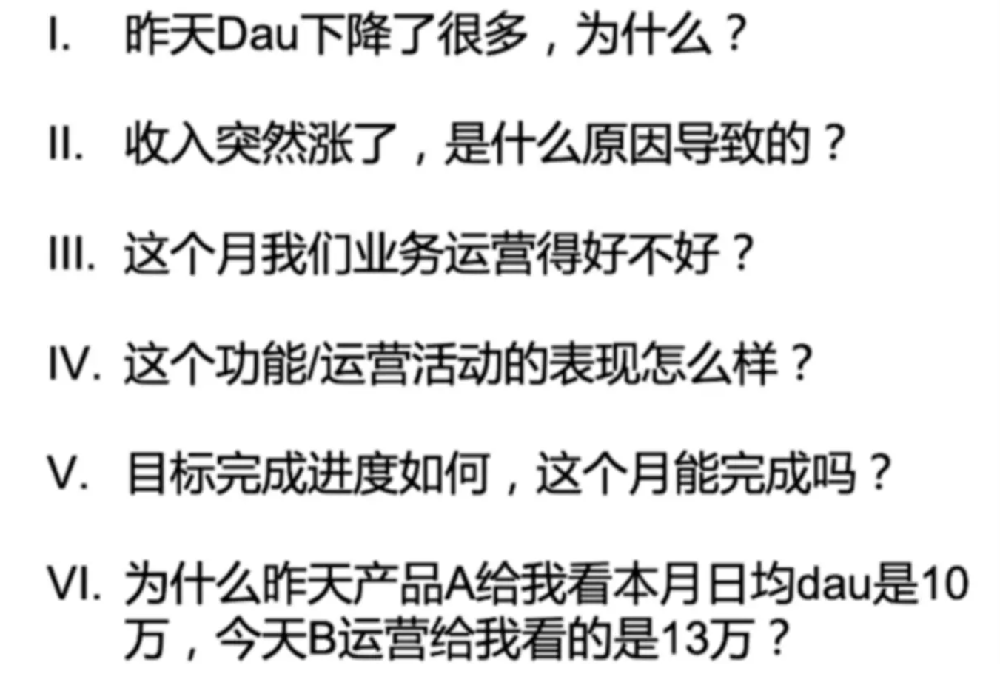 I. 昨天Dau下降了很多，为什么？
II. 收入突然涨了，是什么原因导致的？
III. 这个月我们业务运营得好不好？
IV. 这个功能/运营活动的表现怎么样？
V. 目标完成进度如何，这个月能完成吗？
VI. 为什么昨天产品A给我看本月日均dau是10
万，今天B运营给我看的是13万？